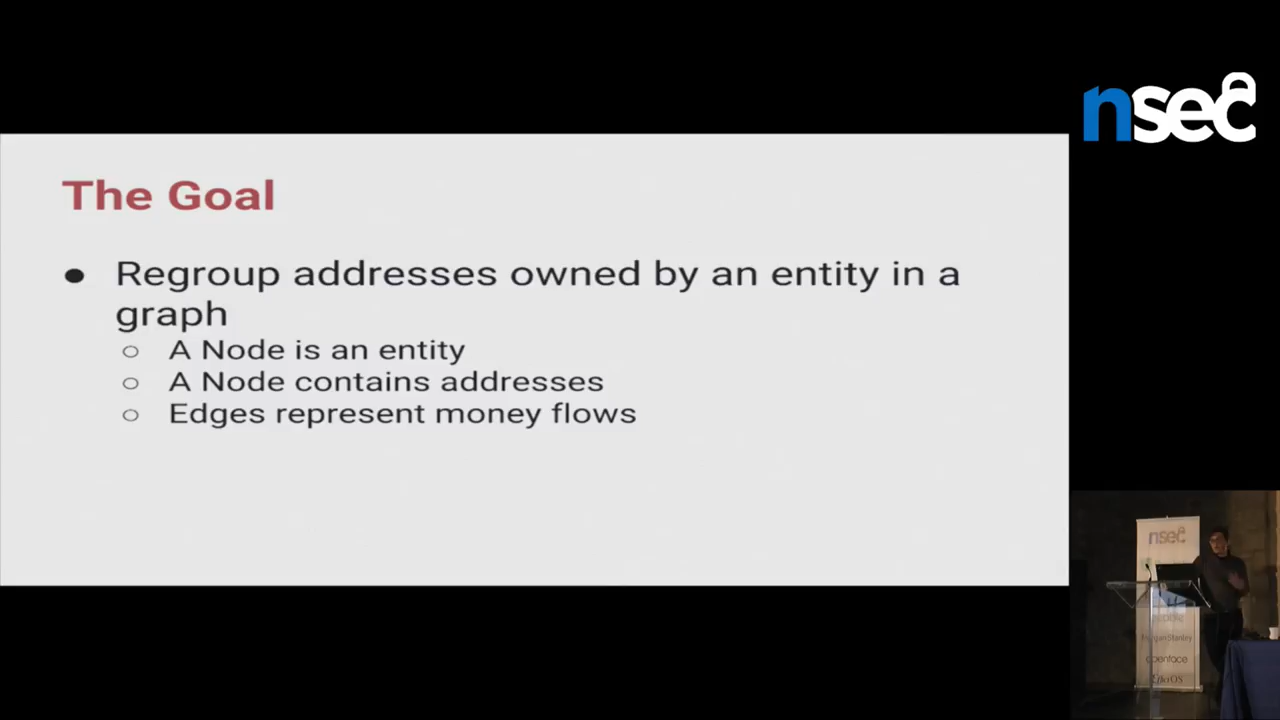 nsec
The Goal
● Regroup addresses owned by an entity in a
graph
○ A Node is an entity
○ A Node contains addresses
○ Edges represent money flows
nsec
MorganStanley